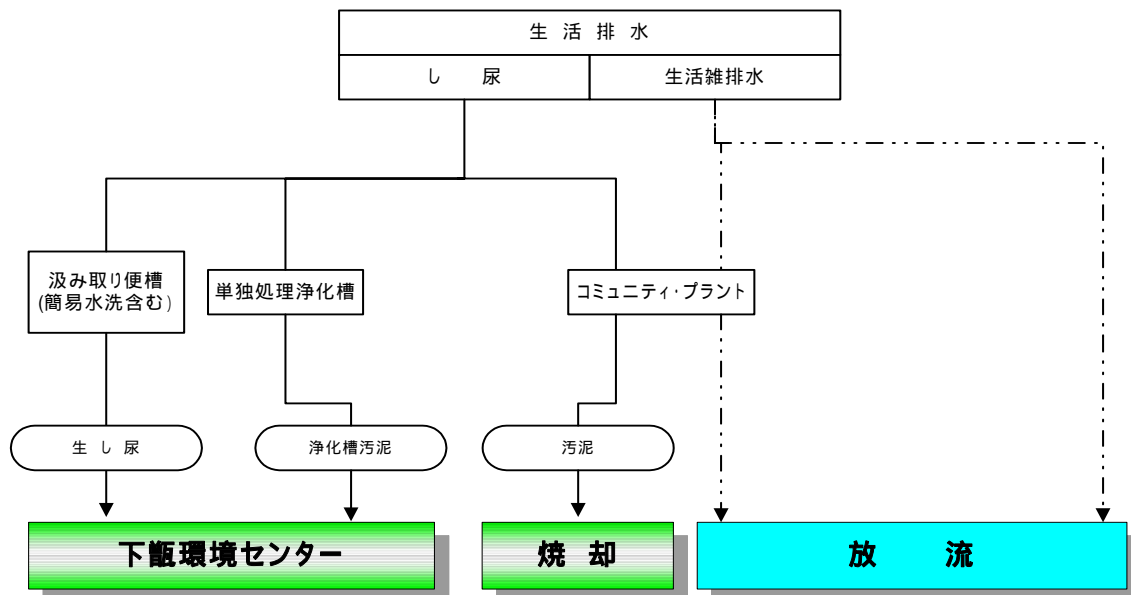 生 活 排 水
し 尿
生活雑排水
汲み取り便槽
(簡易水洗含む)
単独処理浄化槽
コミュニティ・プラント
生 し 尿
浄化槽汚泥
汚泥
下甑環境センター
焼 却
放 流